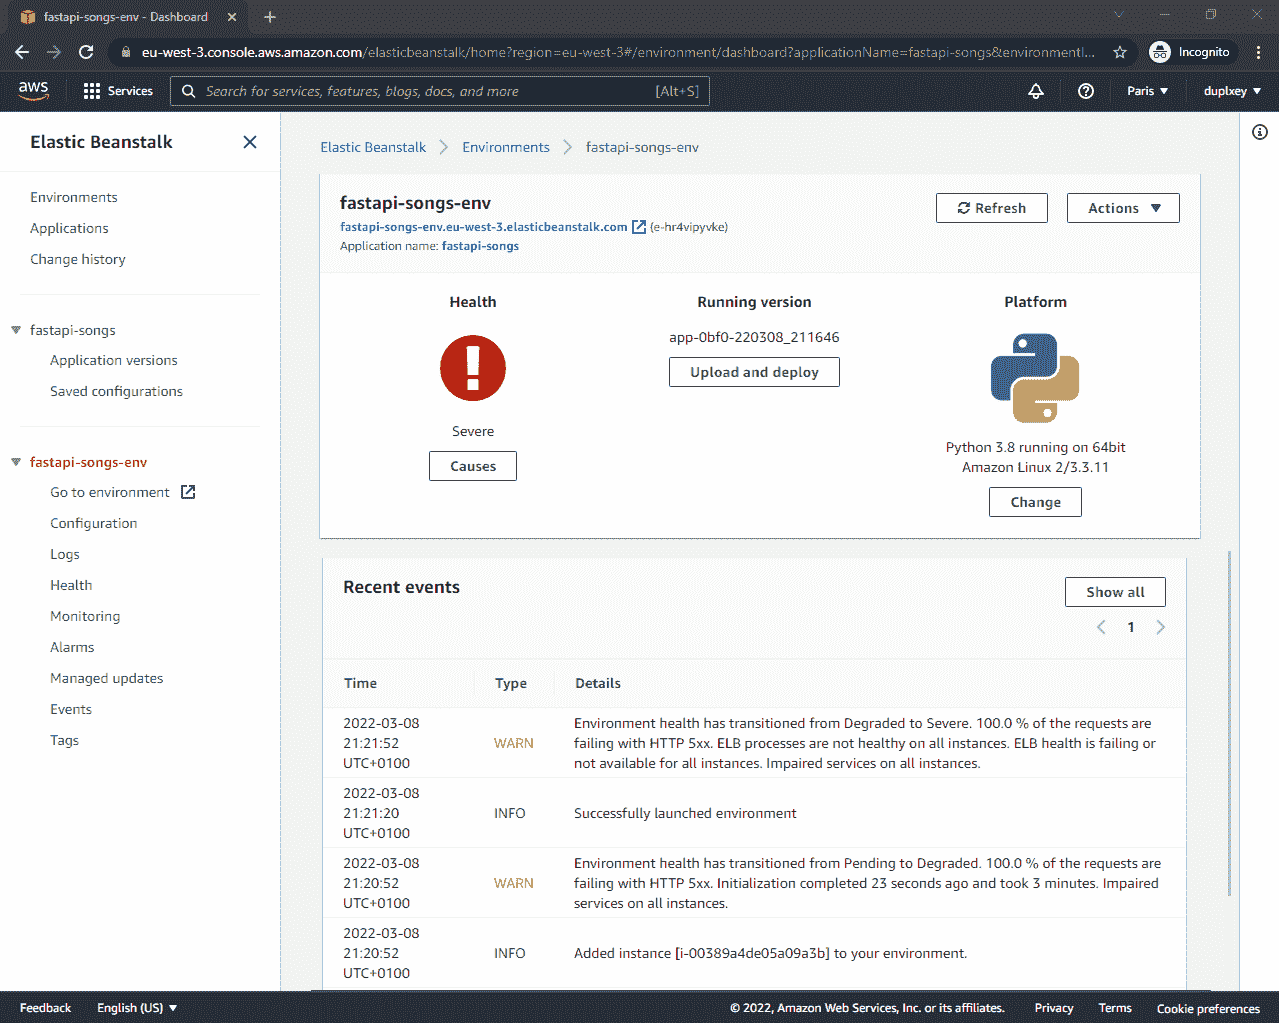 fastapi-songs-env - Dashboard
eu-west-3.console.aws.amazon.com/elasticbeanstalk/home?region=eu-west-3#/environment/dashboard?applicationName=fastapi-songs&environmentI...
Incognito
aws
Services
Search for services, features, blogs, docs, and more
[Alt+S]
Paris
duplxey
Elastic Beanstalk
Environments
Applications
Change history
fastapi-songs
Application versions
Saved configurations
fastapi-songs-env
Go to environment
Configuration
Logs
Health
Monitoring
Alarms
Managed updates
Events
Tags
Elastic Beanstalk
Environments
fastapi-songs-env
fastapi-songs-env
fastapi-songs-env.eu-west-3.elasticbeanstalk.com (e-hr4vipyvke)
Application name: fastapi-songs
Refresh
Actions
Health
Severe
Causes
Running version
app-0bf0-220308_211646
Upload and deploy
Platform
Python 3.8 running on 64bit
Amazon Linux 2/3.3.11
Change
Recent events
Show all
1
Time Type Details
2022-03-08
21:21:52
UTC+0100
WARN
Environment health has transitioned from Degraded to Severe. 100.0 % of the requests are
failing with HTTP 5xx. ELB processes are not healthy on all instances. ELB health is failing or
not available for all instances. Impaired services on all instances.
2022-03-08
21:21:20
UTC+0100
INFO
Successfully launched environment
2022-03-08
21:20:52
UTC+0100
WARN
Environment health has transitioned from Pending to Degraded. 100.0 % of the requests are
failing with HTTP 5xx. Initialization completed 23 seconds ago and took 3 minutes. Impaired
services on all instances.
2022-03-08
21:20:52
UTC+0100
INFO
Added instance [i-00389a4de05a09a3b] to your environment.
Feedback
English (US)
© 2022, Amazon Web Services, Inc. or its affiliates.
Privacy
Terms
Cookie preferences